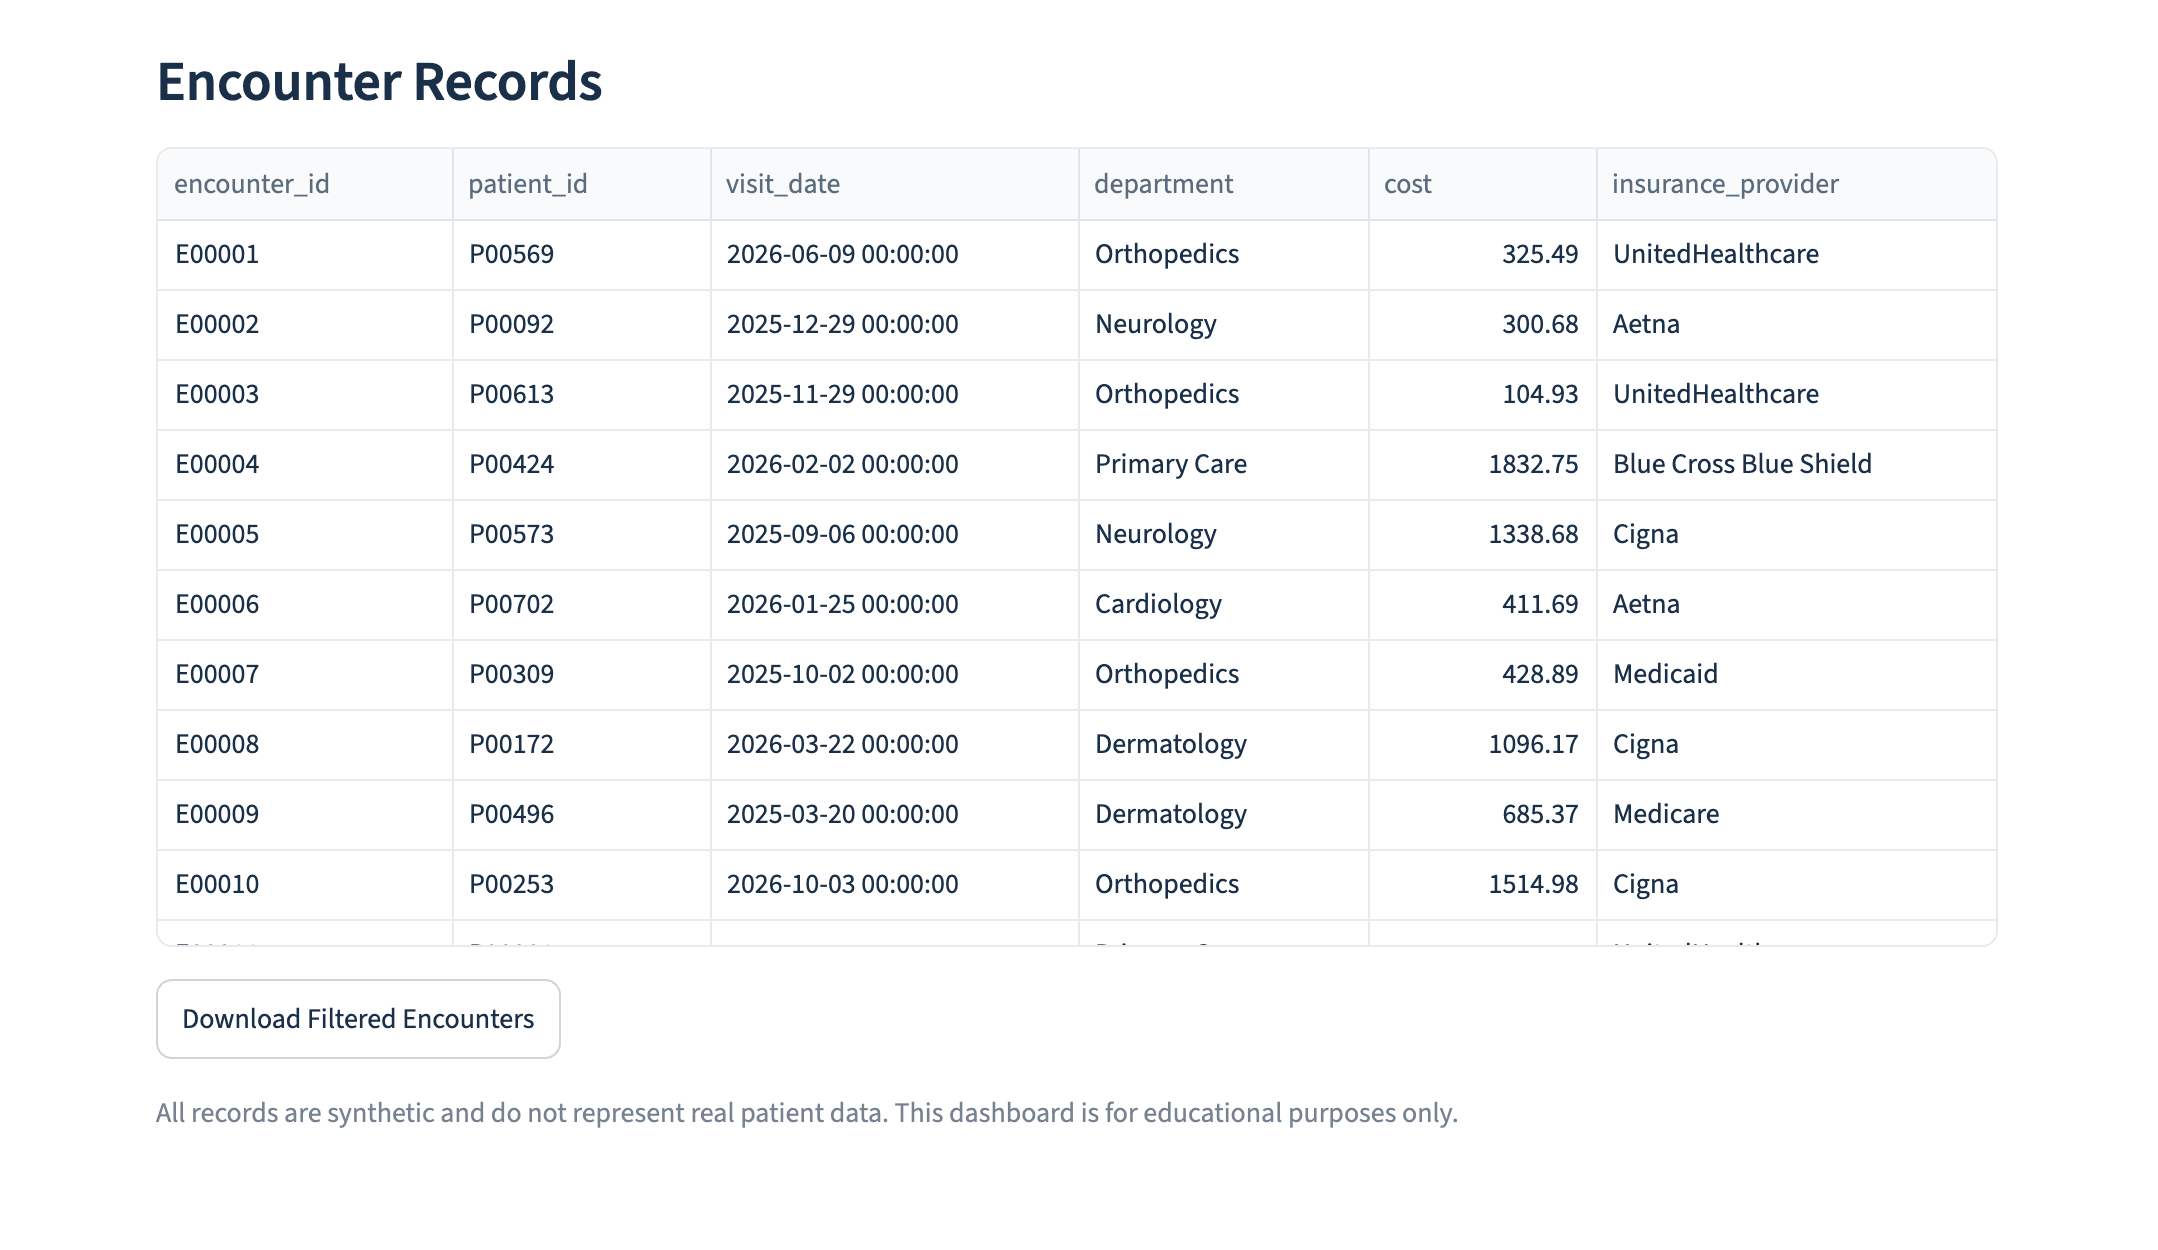 Encounter Records
encounter_id patient_id visit_date department cost insurance_provider
E00001 P00569 2026-06-09 00:00:00 Orthopedics 325.49 UnitedHealthcare
E00002 P00092 2025-12-29 00:00:00 Neurology 300.68 Aetna
E00003 P00613 2025-11-29 00:00:00 Orthopedics 104.93 UnitedHealthcare
E00004 P00424 2026-02-02 00:00:00 Primary Care 1832.75 Blue Cross Blue Shield
E00005 P00573 2025-09-06 00:00:00 Neurology 1338.68 Cigna
E00006 P00702 2026-01-25 00:00:00 Cardiology 411.69 Aetna
E00007 P00309 2025-10-02 00:00:00 Orthopedics 428.89 Medicaid
E00008 P00172 2026-03-22 00:00:00 Dermatology 1096.17 Cigna
E00009 P00496 2025-03-20 00:00:00 Dermatology 685.37 Medicare
E00010 P00253 2026-10-03 00:00:00 Orthopedics 1514.98 Cigna
Download Filtered Encounters
All records are synthetic and do not represent real patient data. This dashboard is for educational purposes only.